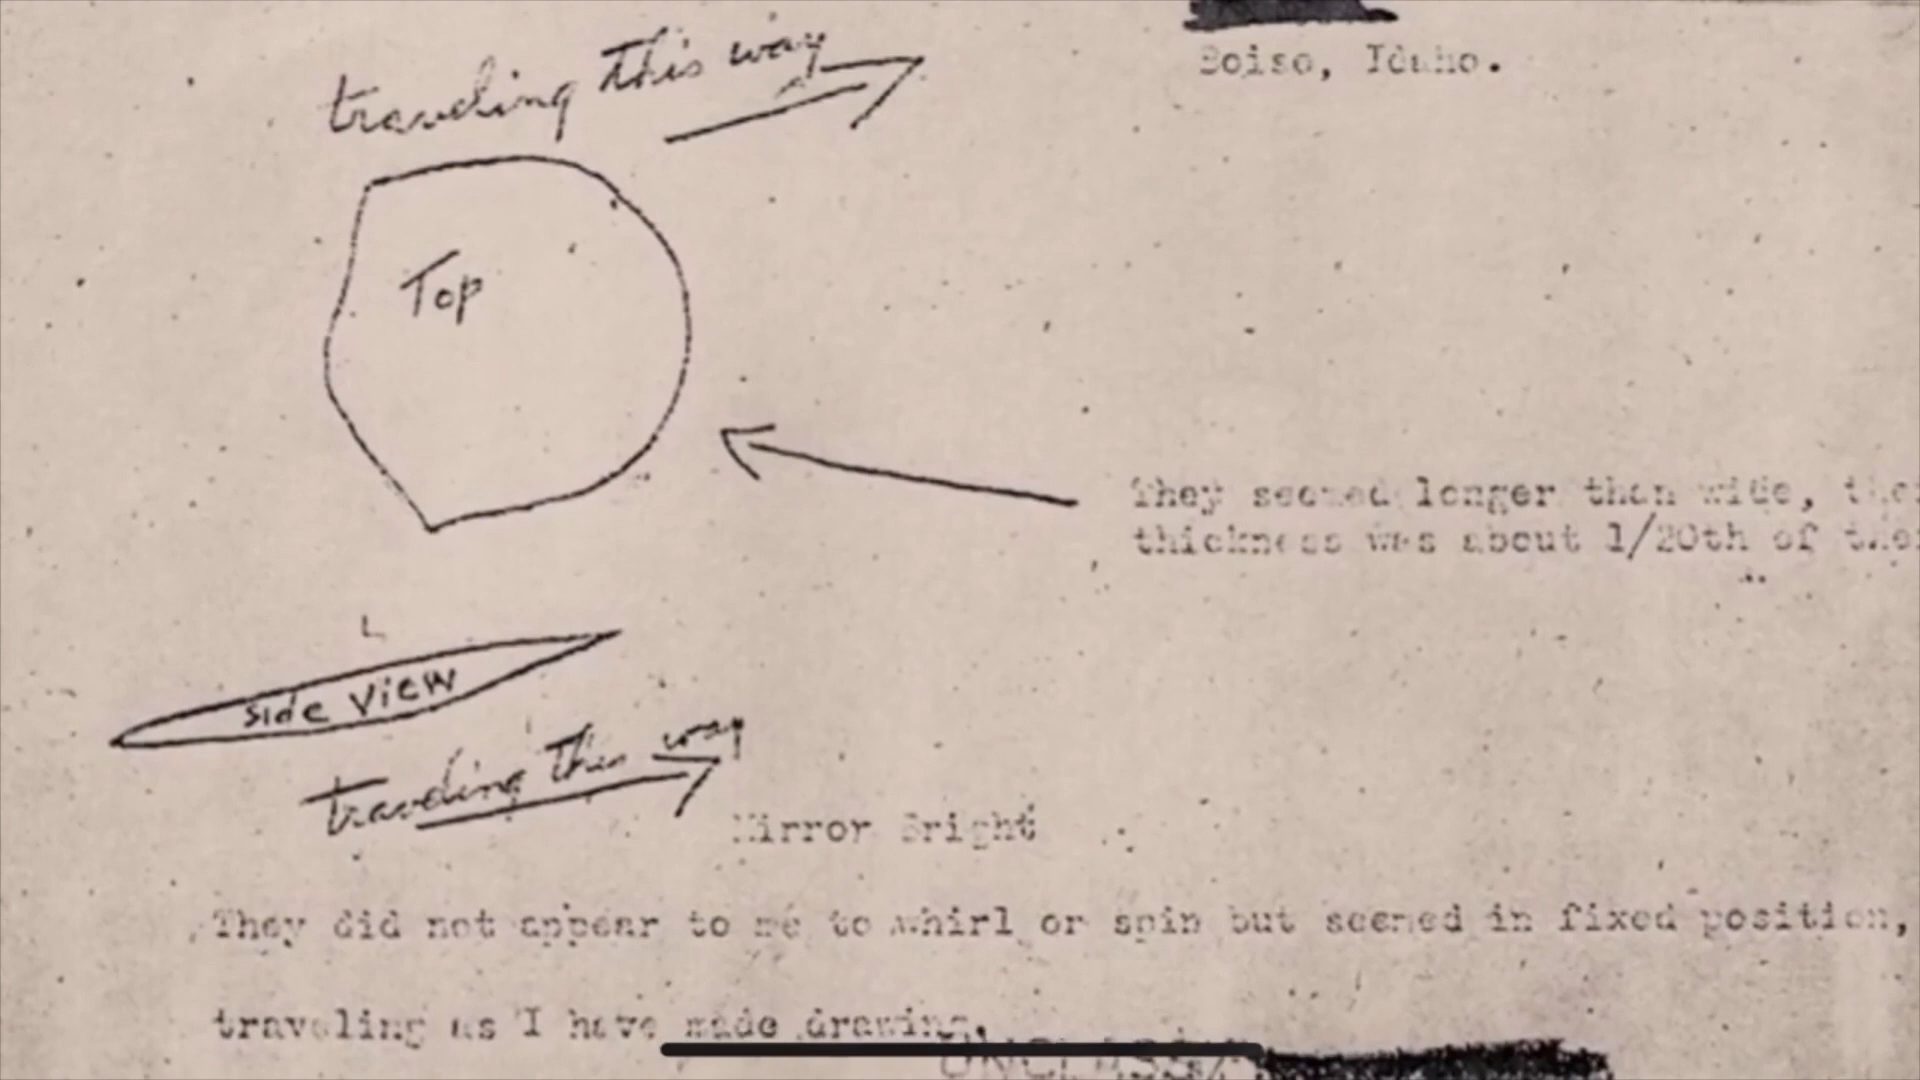 traveling this way
Boise, Idaho.
Top
They seemed longer than wide,
thickness was about 1/20th of
side view
traveling this way
Mirror Bright
They did not appear to me to whirl or spin but seemed in fixed position,
traveling as I have made drawing.